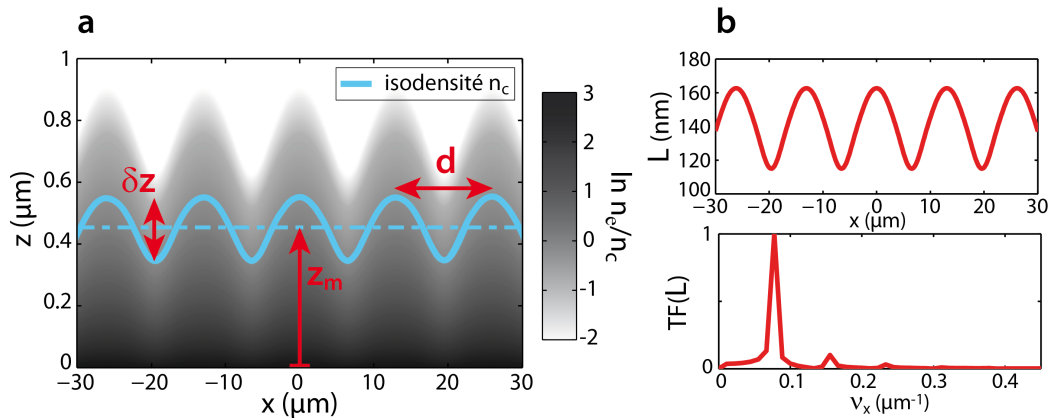 a
1
0.8
0.6
0.4
0.2
0
z (μm)
−30
−20
−10
0
10
20
30
x (μm)
isodensité n_c
δz
d
z_m
3
2
1
0
-1
-2
ln n_e/n_c
b
180
160
140
120
100
L (nm)
−30
−20
−10
0
10
20
30
x (μm)
1
0
TF(L)
0
0.1
0.2
0.3
0.4
ν_x (μm⁻¹)